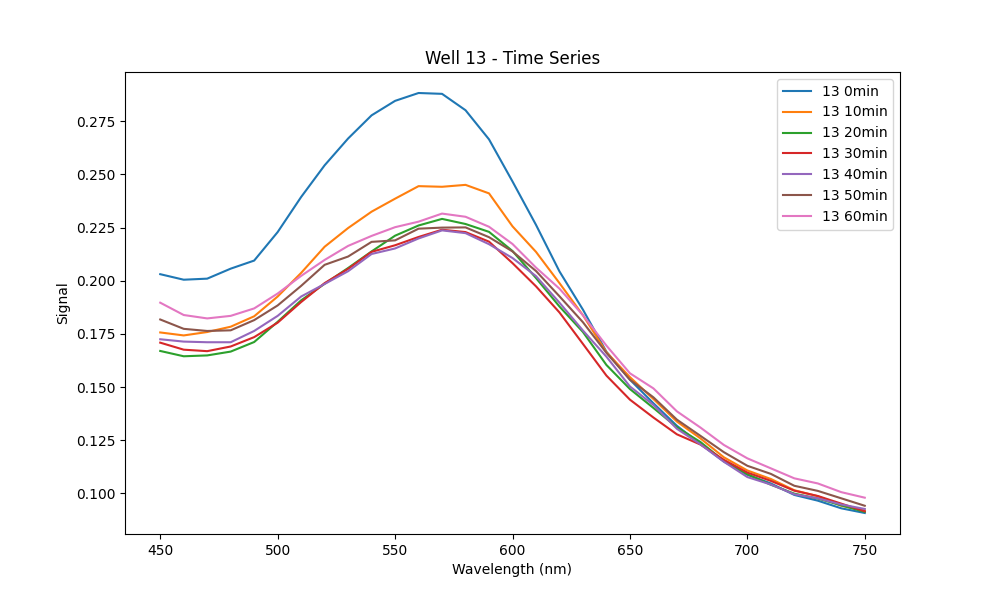 Well 13 - Time Series
13 0min
13 10min
13 20min
13 30min
13 40min
13 50min
13 60min
Signal
0.275
0.250
0.225
0.200
0.175
0.150
0.125
0.100
450 500 550 600 650 700 750
Wavelength (nm)